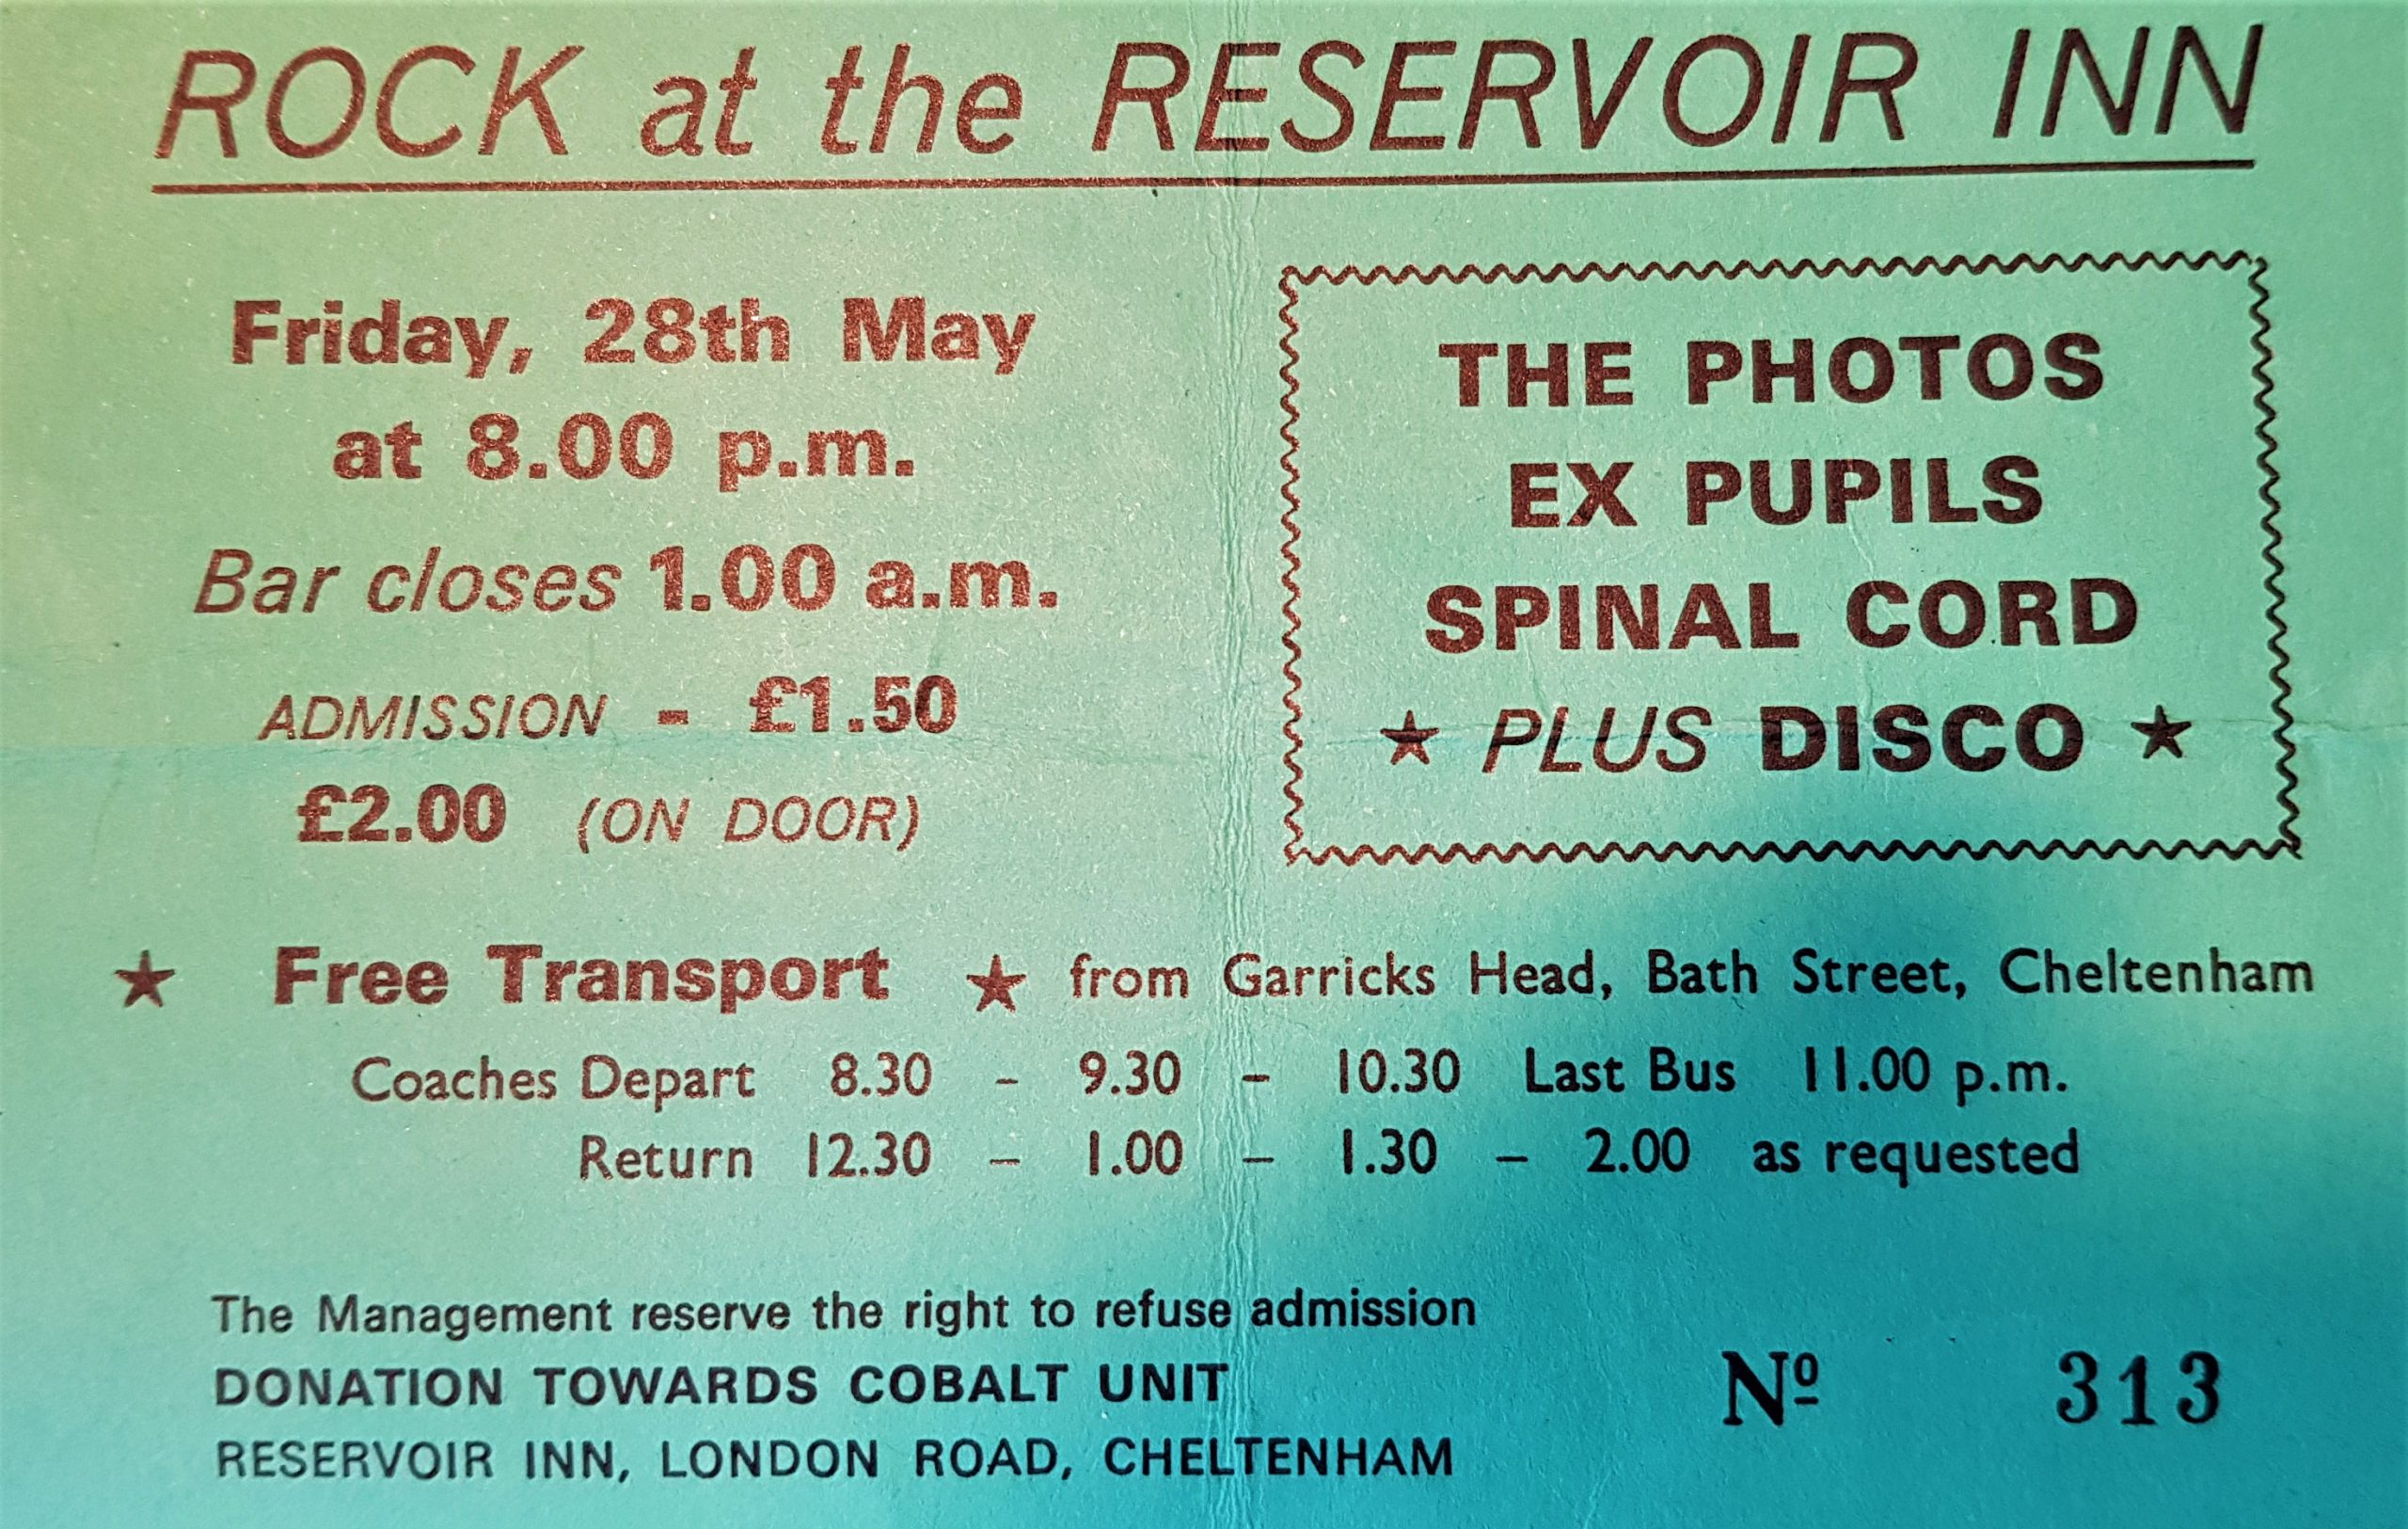 ROCK at the RESERVOIR INN
Friday, 28th May
at 8.00 p.m.
Bar closes 1.00 a.m.
ADMISSION - £1.50
£2.00 (ON DOOR)
THE PHOTOS
EX PUPILS
SPINAL CORD
★ PLUS DISCO ★
★ Free Transport ★ from Garricks Head, Bath Street, Cheltenham
Coaches Depart 8.30 - 9.30 - 10.30 Last Bus 11.00 p.m.
Return 12.30 - 1.00 - 1.30 - 2.00 as requested
The Management reserve the right to refuse admission
DONATION TOWARDS COBALT UNIT
RESERVOIR INN, LONDON ROAD, CHELTENHAM
Nº 313